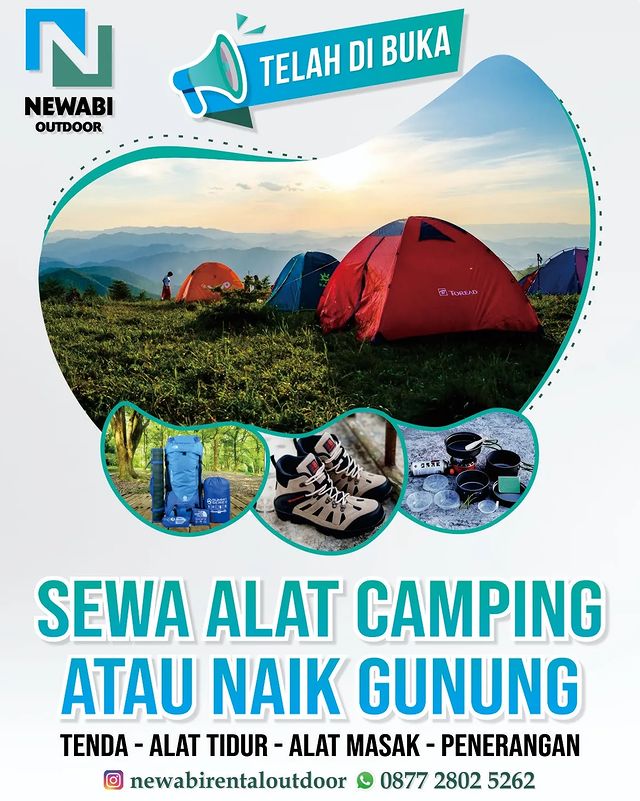 NEWABI
OUTDOOR
TELAH DI BUKA
TOREAD
SEWA ALAT CAMPING
ATAU NAIK GUNUNG
TENDA - ALAT TIDUR - ALAT MASAK - PENERANGAN
newabirentaloutdoor 0877 2802 5262